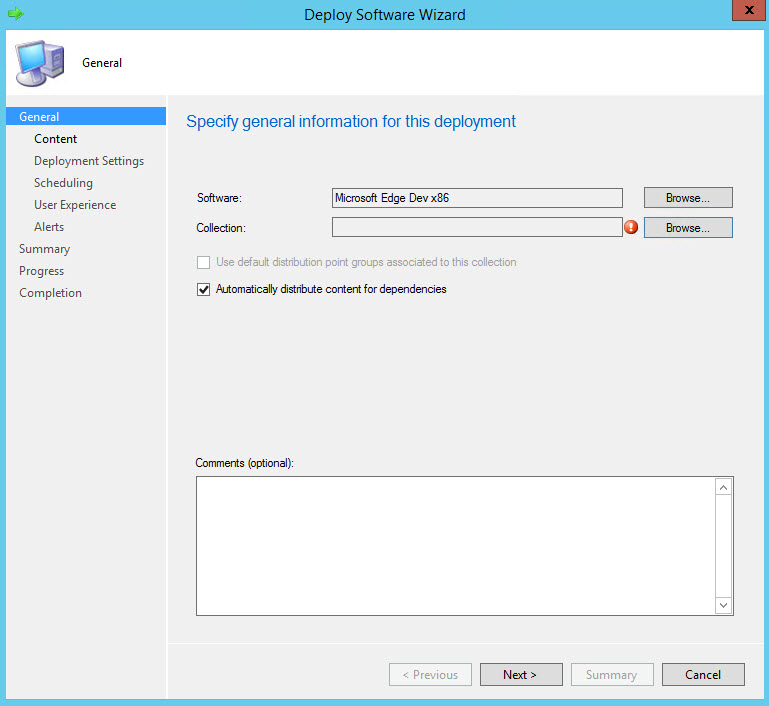 Deploy Software Wizard
General
General
Content
Deployment Settings
Scheduling
User Experience
Alerts
Summary
Progress
Completion
Specify general information for this deployment
Software: Microsoft Edge Dev x86 Browse...
Collection: Browse...
Use default distribution point groups associated to this collection
Automatically distribute content for dependencies
Comments (optional):
< Previous Next > Summary Cancel